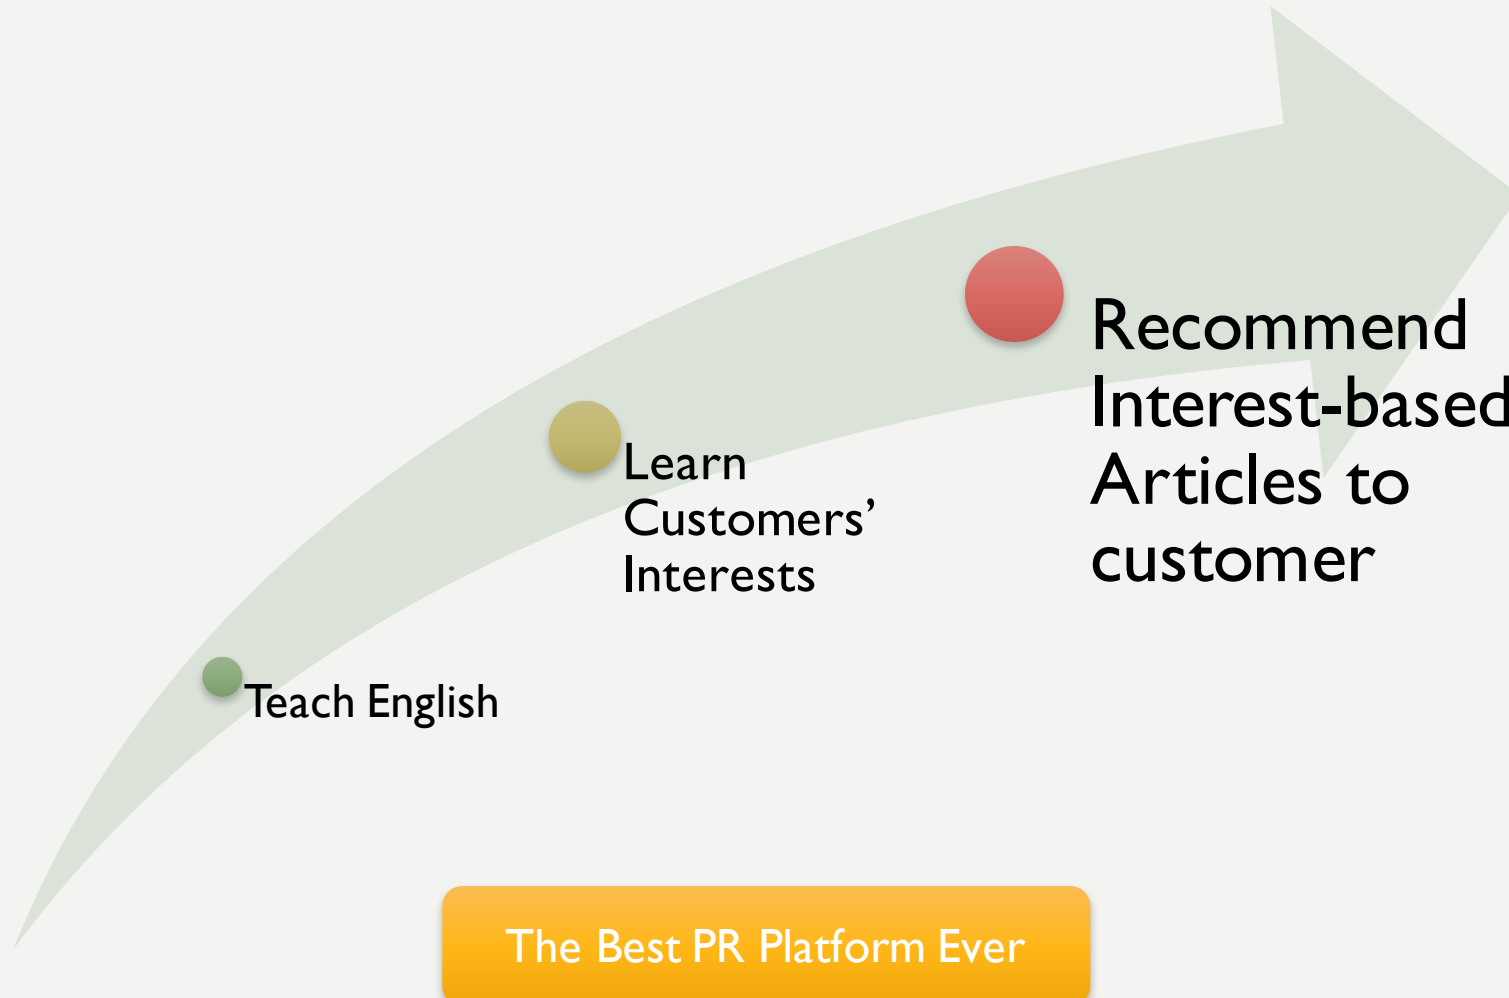 Recommend
Interest-based
Articles to
customer
Learn
Customers’
Interests
Teach English
The Best PR Platform Ever